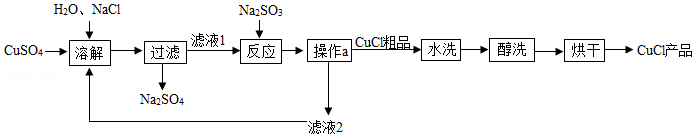 H₂O、NaCl
Na₂SO₃
CuSO₄ 溶解 过滤 滤液1 反应 操作a CuCl粗品 水洗 醇洗 烘干 CuCl产品
Na₂SO₄
滤液2